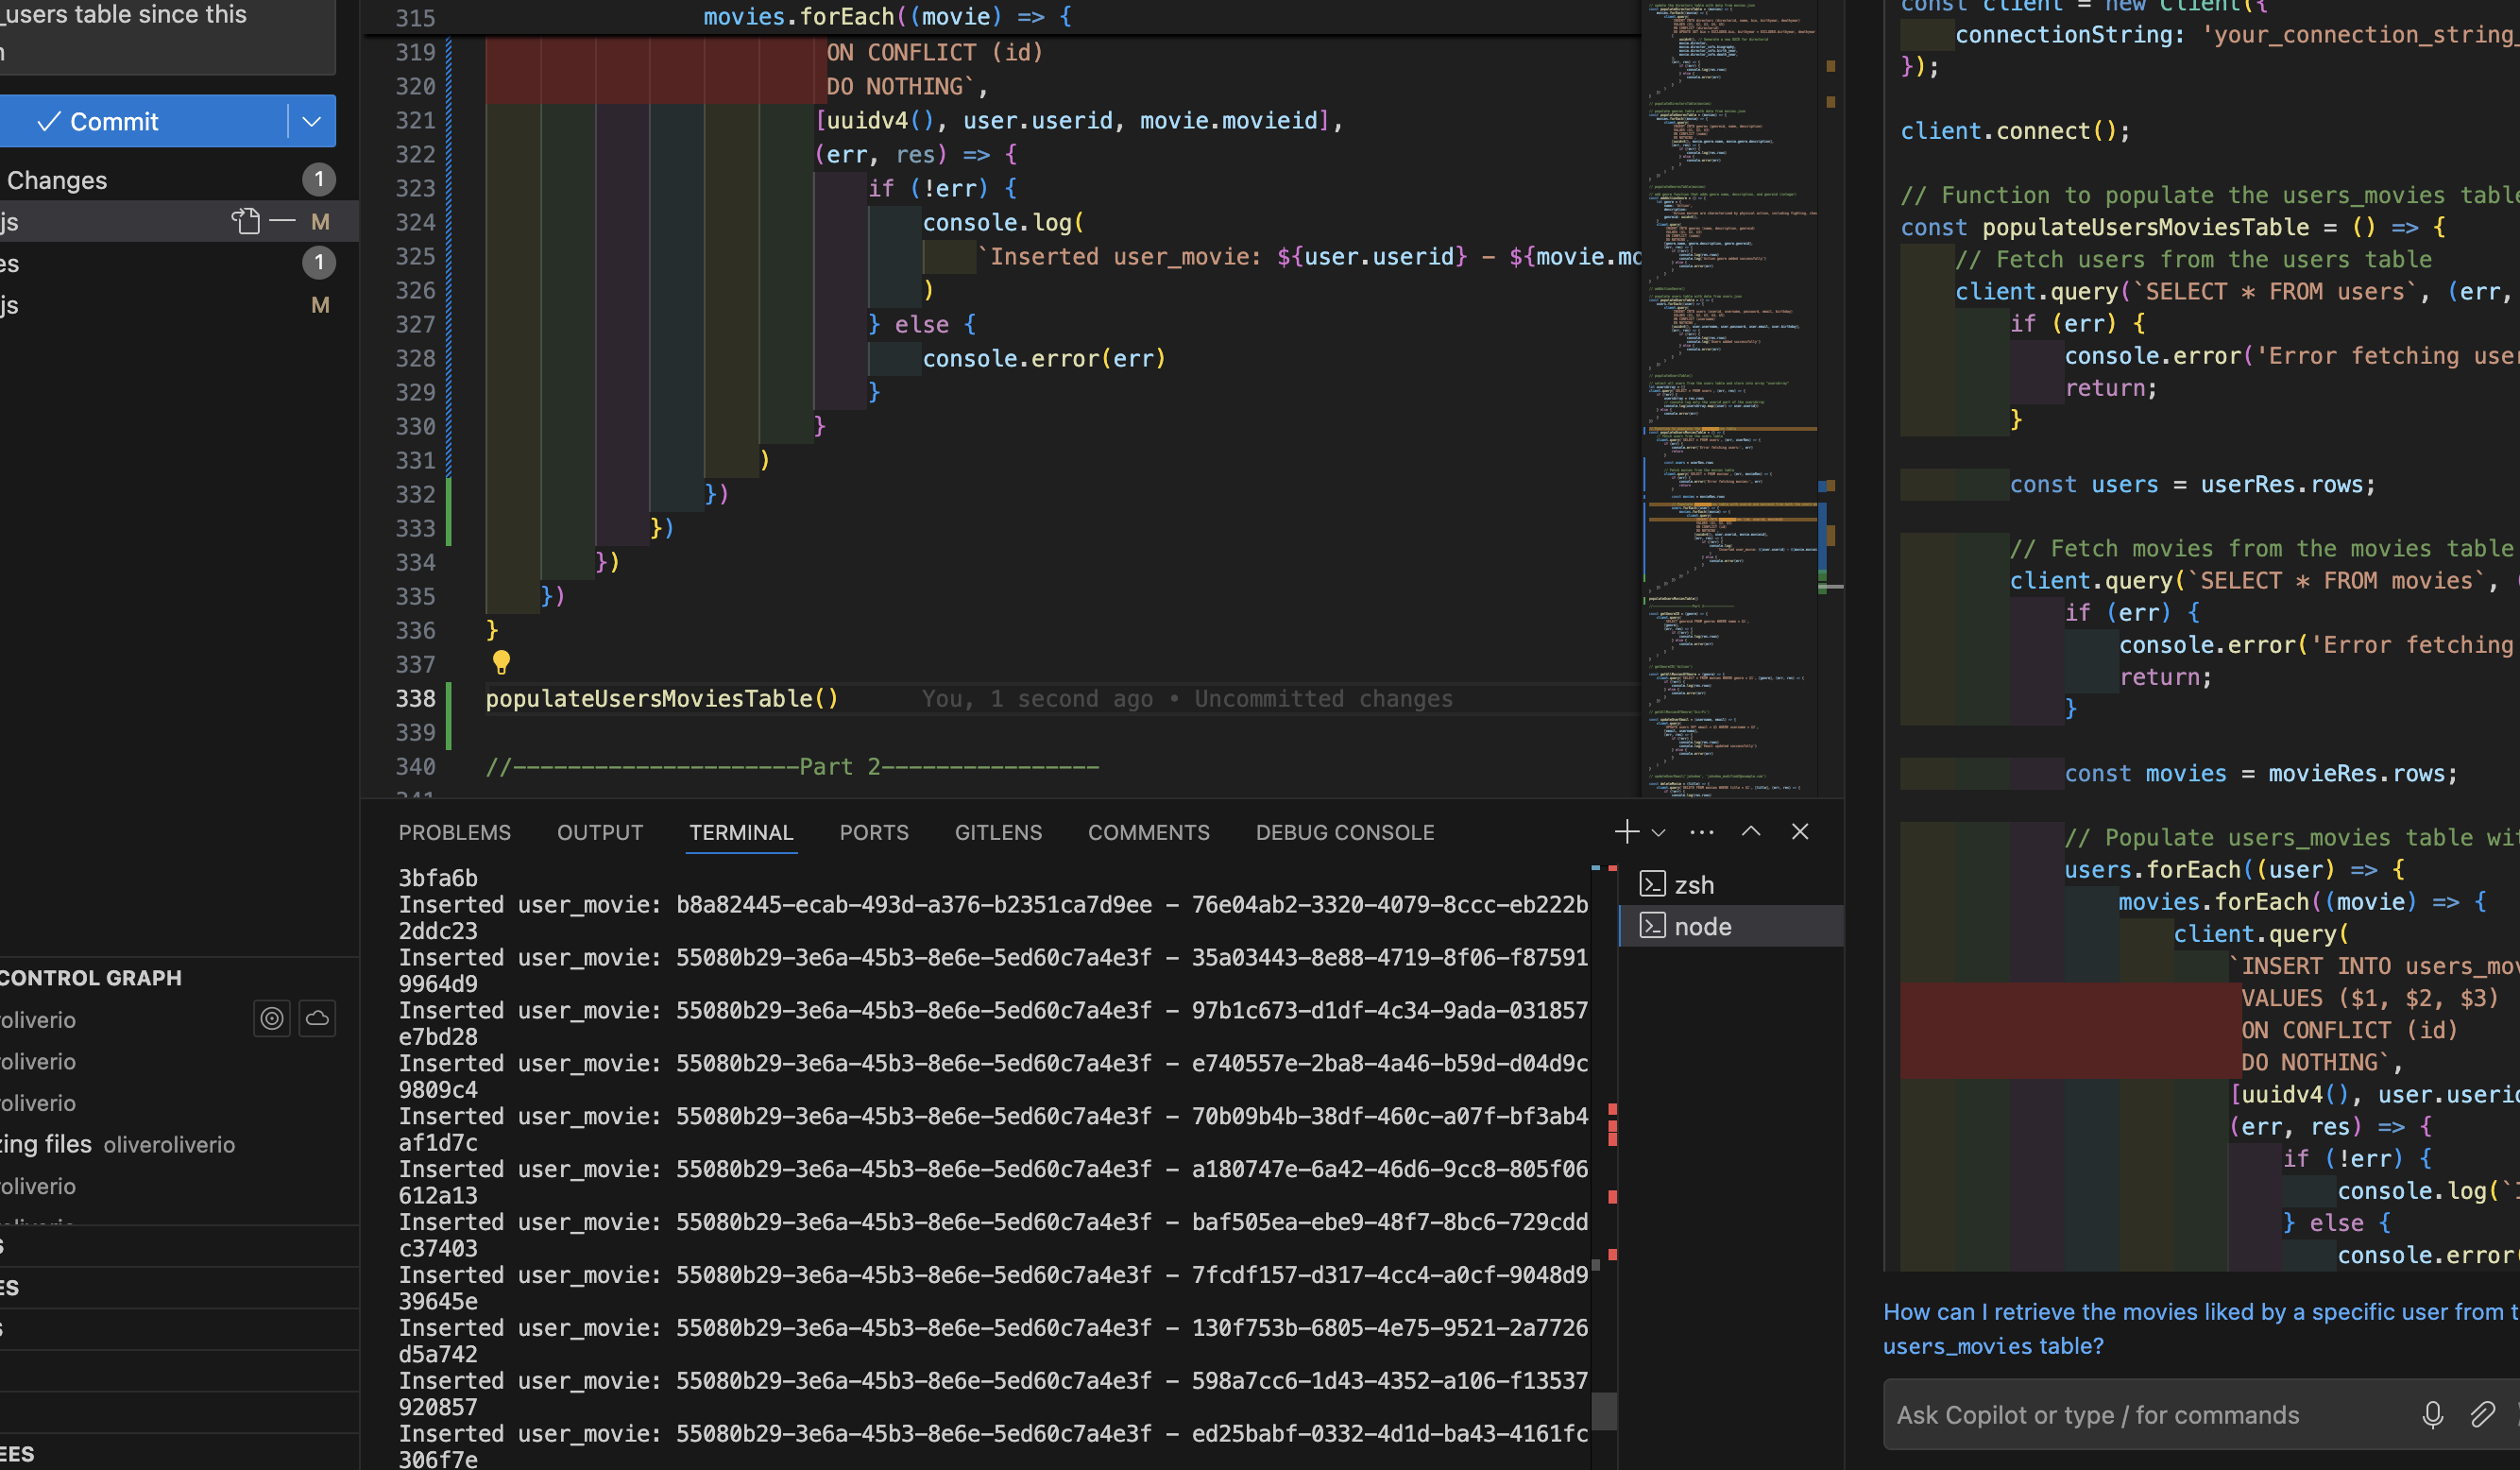 _users table since this
Commit
Changes
1
js
M
es
1
js
M
CONTROL GRAPH
oliverio
oliverio
oliverio
zing files oliveroliverio
oliverio
ES
EES
315 movies.forEach((movie) => {
319 ON CONFLICT (id)
320 DO NOTHING`,
321 [uuidv4(), user.userid, movie.movieid],
322 (err, res) => {
323 if (!err) {
324 console.log(
325 `Inserted user_movie: ${user.userid} - ${movie.mo
326 )
327 } else {
328 console.error(err)
329 }
330 }
331 )
332 })
333 })
334 })
335 })
336 }
337
338 populateUsersMoviesTable() You, 1 second ago • Uncommitted changes
339
340 //---------------------Part 2----------------
341
PROBLEMS OUTPUT TERMINAL PORTS GITLENS COMMENTS DEBUG CONSOLE
3bfa6b
Inserted user_movie: b8a82445-ecab-493d-a376-b2351ca7d9ee - 76e04ab2-3320-4079-8ccc-eb222b
2ddc23
Inserted user_movie: 55080b29-3e6a-45b3-8e6e-5ed60c7a4e3f - 35a03443-8e88-4719-8f06-f87591
9964d9
Inserted user_movie: 55080b29-3e6a-45b3-8e6e-5ed60c7a4e3f - 97b1c673-d1df-4c34-9ada-031857
e7bd28
Inserted user_movie: 55080b29-3e6a-45b3-8e6e-5ed60c7a4e3f - e740557e-2ba8-4a46-b59d-d04d9c
9809c4
Inserted user_movie: 55080b29-3e6a-45b3-8e6e-5ed60c7a4e3f - 70b09b4b-38df-460c-a07f-bf3ab4
af1d7c
Inserted user_movie: 55080b29-3e6a-45b3-8e6e-5ed60c7a4e3f - a180747e-6a42-46d6-9cc8-805f06
612a13
Inserted user_movie: 55080b29-3e6a-45b3-8e6e-5ed60c7a4e3f - baf505ea-ebe9-48f7-8bc6-729cdd
c37403
Inserted user_movie: 55080b29-3e6a-45b3-8e6e-5ed60c7a4e3f - 7fcdf157-d317-4cc4-a0cf-9048d9
39645e
Inserted user_movie: 55080b29-3e6a-45b3-8e6e-5ed60c7a4e3f - 130f753b-6805-4e75-9521-2a7726
d5a742
Inserted user_movie: 55080b29-3e6a-45b3-8e6e-5ed60c7a4e3f - 598a7cc6-1d43-4352-a106-f13537
920857
Inserted user_movie: 55080b29-3e6a-45b3-8e6e-5ed60c7a4e3f - ed25babf-0332-4d1d-ba43-4161fc
306f7e
zsh
node
const client = new Client({
connectionString: 'your_connection_string_
});
client.connect();
// Function to populate the users_movies table
const populateUsersMoviesTable = () => {
// Fetch users from the users table
client.query(`SELECT * FROM users`, (err,
if (err) {
console.error('Error fetching user
return;
}
const users = userRes.rows;
// Fetch movies from the movies table
client.query(`SELECT * FROM movies`, (
if (err) {
console.error('Error fetching
return;
}
const movies = movieRes.rows;
// Populate users_movies table wi
users.forEach((user) => {
movies.forEach((movie) => {
client.query(
`INSERT INTO users_mov
VALUES ($1, $2, $3)
ON CONFLICT (id)
DO NOTHING`,
[uuidv4(), user.userid
(err, res) => {
if (!err) {
console.log(`I
} else {
console.error(
How can I retrieve the movies liked by a specific user from t
users_movies table?
Ask Copilot or type / for commands